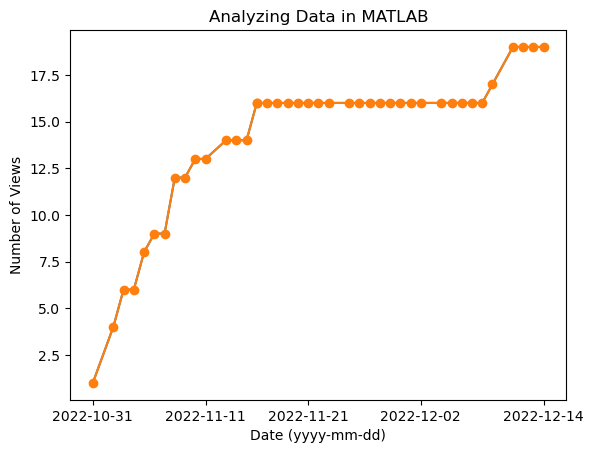 Analyzing Data in MATLAB
17.5
15.0
12.5
10.0
7.5
5.0
2.5
Number of Views
2022-10-31 2022-11-11 2022-11-21 2022-12-02 2022-12-14
Date (yyyy-mm-dd)